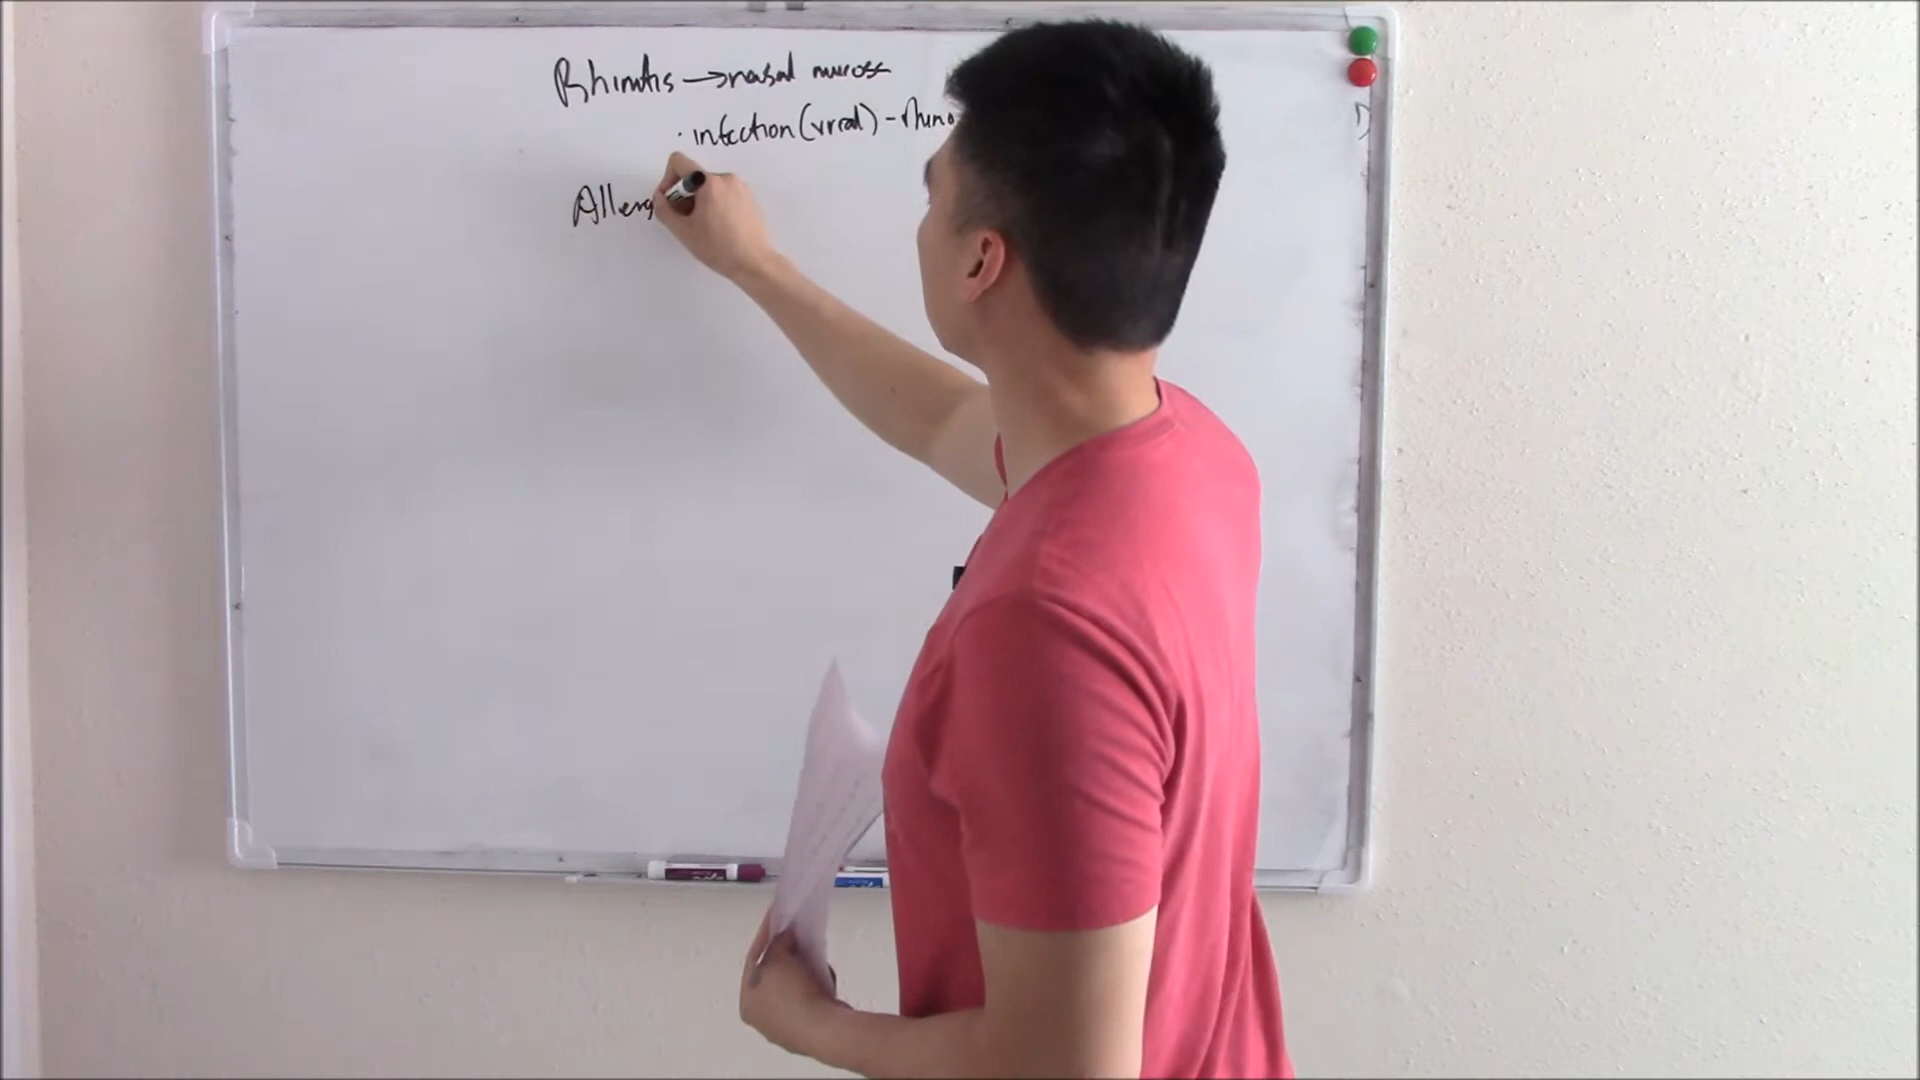 Rhinitis → nasal mucosa
· infection (viral) - rhino
Allerg